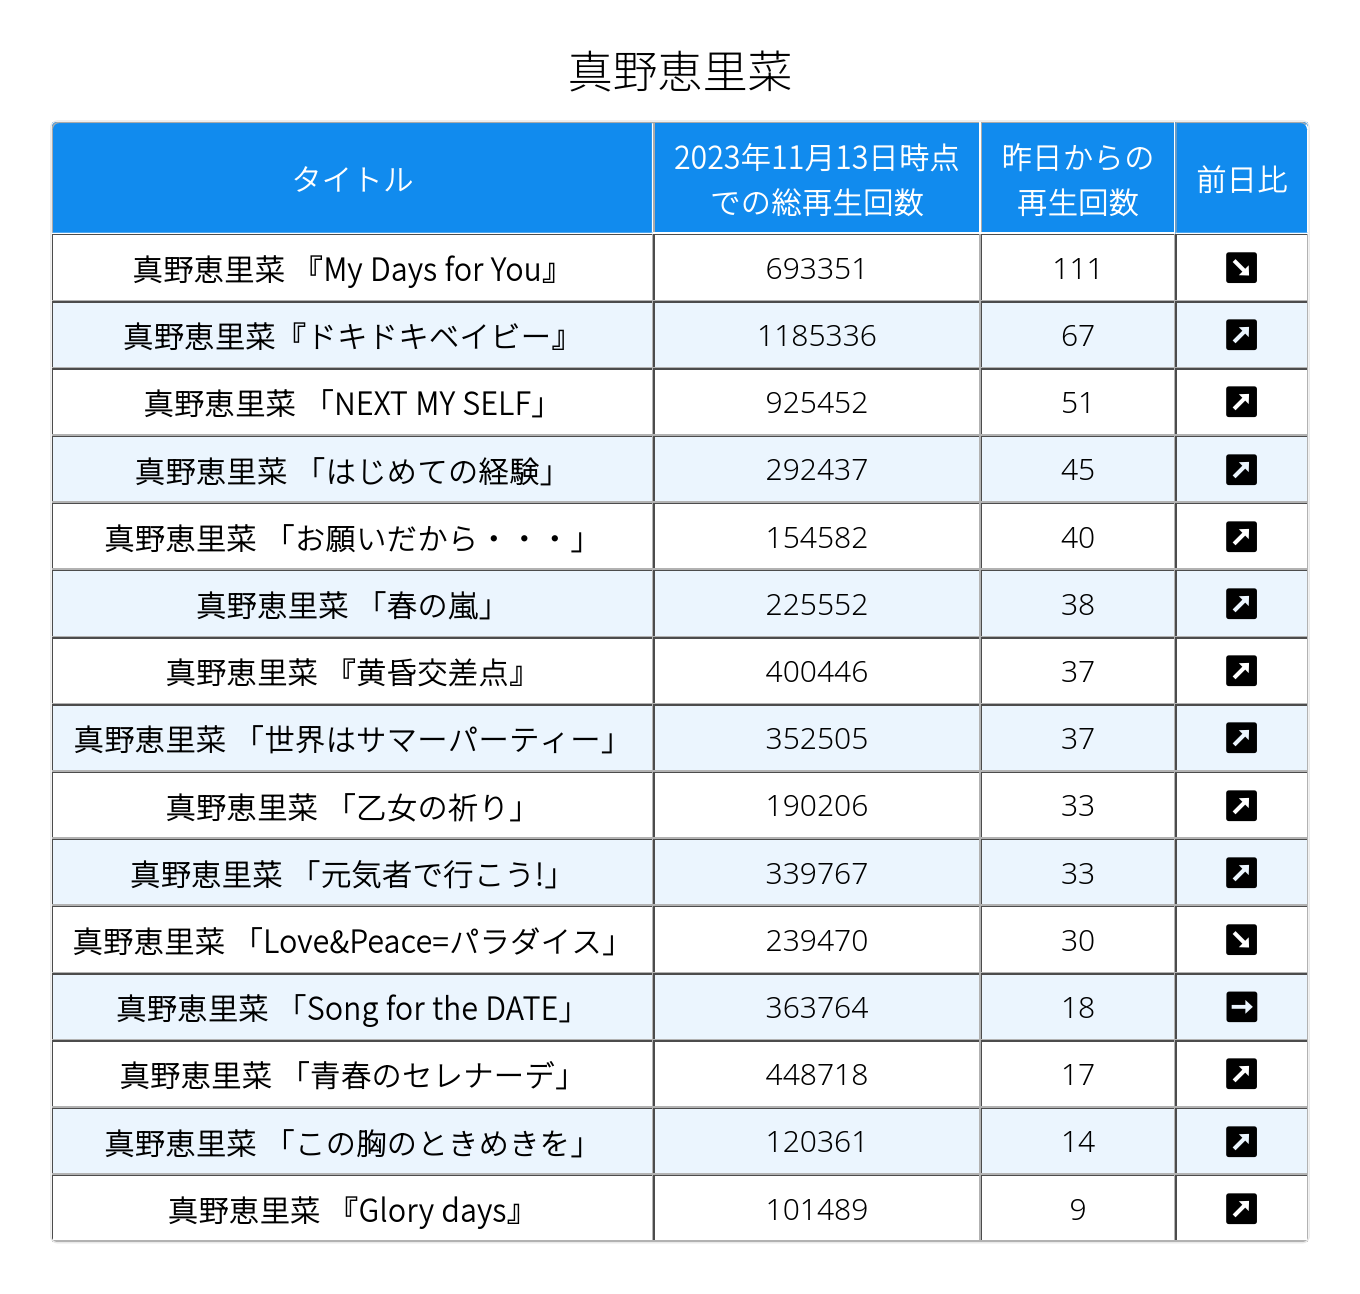 真野恵里菜
タイトル
2023年11月13日時点
での総再生回数
昨日からの
再生回数
前日比
真野恵里菜 『My Days for You』 693351 111 ↘
真野恵里菜『ドキドキベイビー』 1185336 67 ↗
真野恵里菜 「NEXT MY SELF」 925452 51 ↗
真野恵里菜 「はじめての経験」 292437 45 ↗
真野恵里菜 「お願いだから・・・」 154582 40 ↗
真野恵里菜 「春の嵐」 225552 38 ↗
真野恵里菜 『黄昏交差点』 400446 37 ↗
真野恵里菜 「世界はサマーパーティー」 352505 37 ↗
真野恵里菜 「乙女の祈り」 190206 33 ↗
真野恵里菜 「元気者で行こう!」 339767 33 ↗
真野恵里菜 「Love&Peace=パラダイス」 239470 30 ↘
真野恵里菜 「Song for the DATE」 363764 18 →
真野恵里菜 「青春のセレナーデ」 448718 17 ↗
真野恵里菜 「この胸のときめきを」 120361 14 ↗
真野恵里菜 『Glory days』 101489 9 ↗